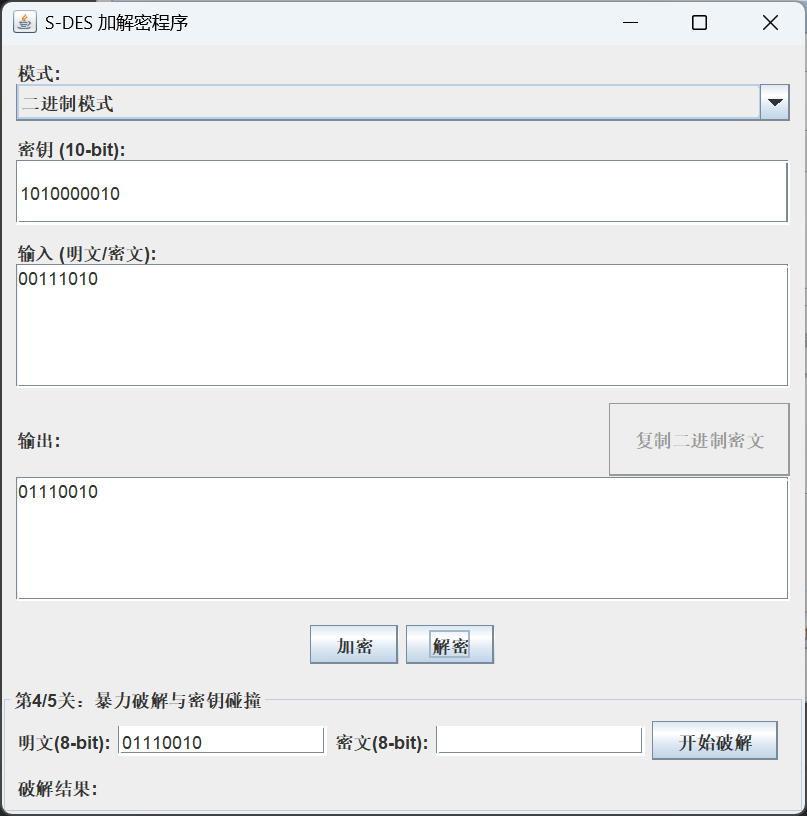 S-DES 加解密程序
模式:
二进制模式
密钥 (10-bit):
1010000010
输入 (明文/密文):
00111010
输出:
复制二进制密文
01110010
加密 解密
第4/5关：暴力破解与密钥碰撞
明文(8-bit): 01110010 密文(8-bit): 开始破解
破解结果: